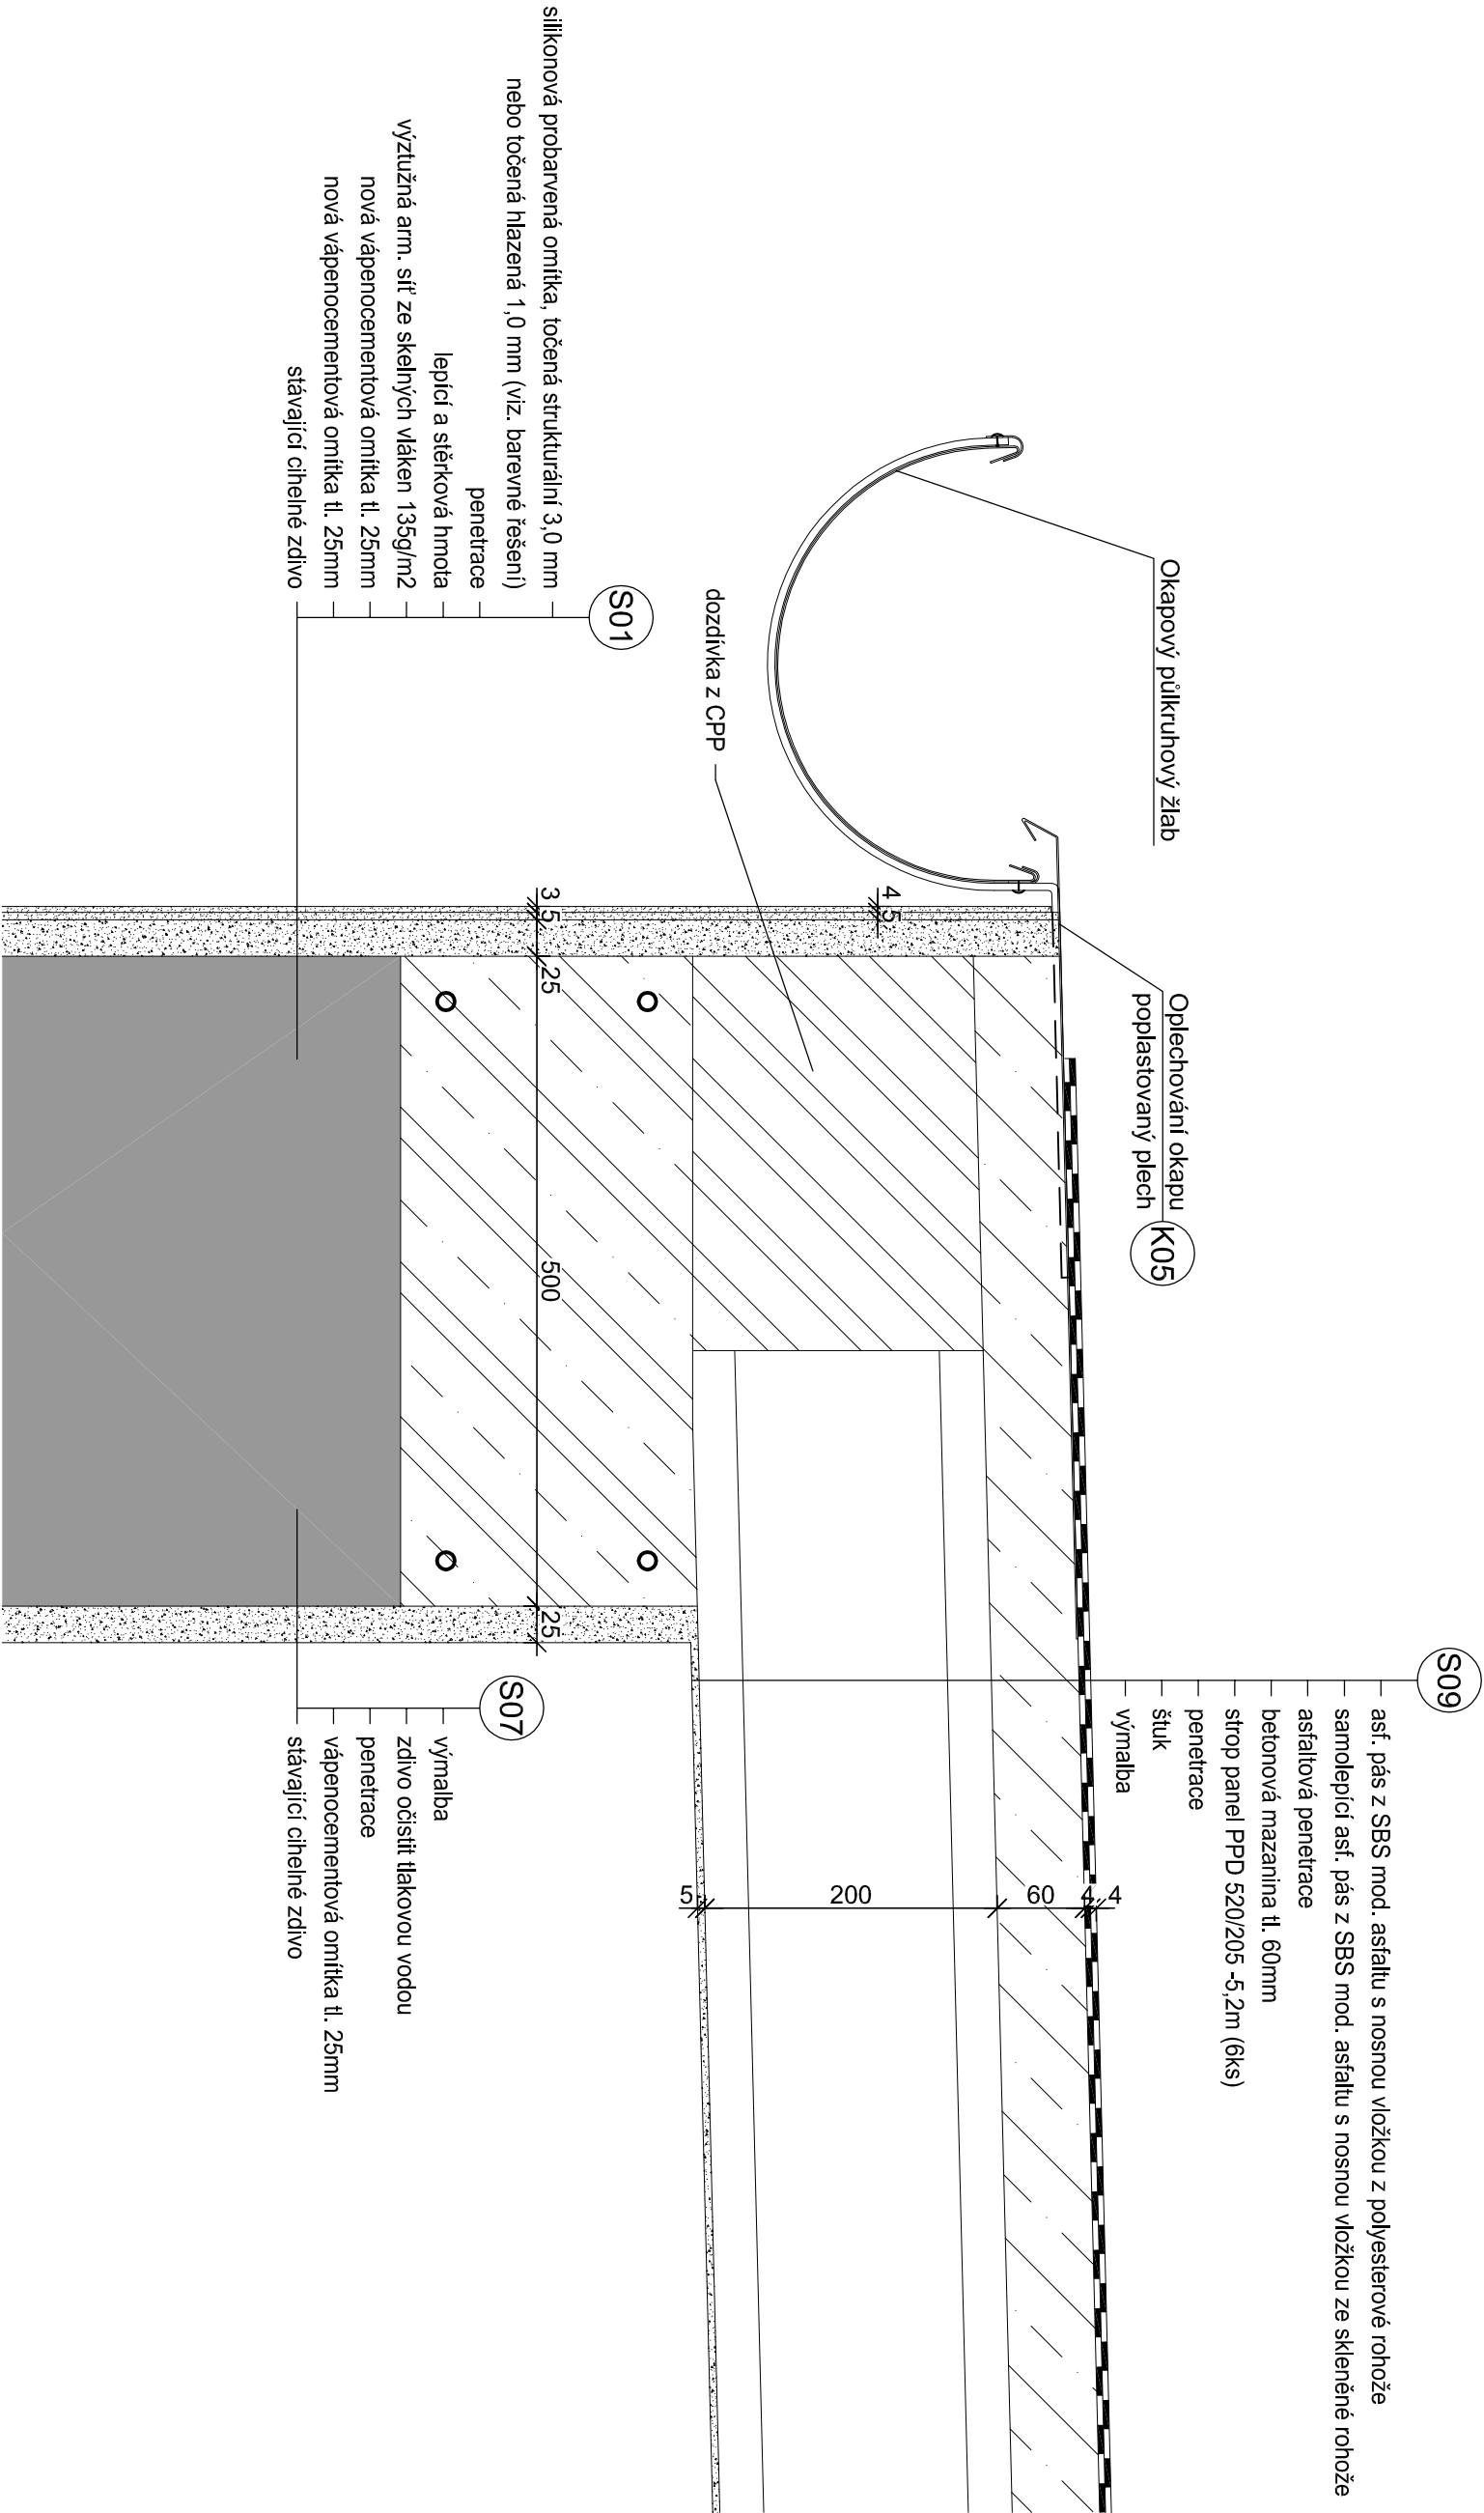 S09
asf. pás z SBS mod. asfaltu s nosnou vložkou z polyesterové rohože
samolepící asf. pás z SBS mod. asfaltu s nosnou vložkou ze skleněné rohože
asfaltová penetrace
betonová mazanina tl. 60mm
strop panel PPD 520/205 -5,2m (6ks)
penetrace
štuk
výmalba
Okapový půlkruhový žlab
Oplechování okapu
poplastovaný plech
K05
4
4
60
200
5
4
5
dozdívka z CPP
S01
silikonová probarvená omítka, točená strukturální 3,0 mm
nebo točená hlazená 1,0 mm (viz. barevné řešení)
penetrace
lepící a stěrková hmota
výztužná arm. síť ze skelných vláken 135g/m2
nová vápenocementová omítka tl. 25mm
nová vápenocementová omítka tl. 25mm
stávající cihelné zdivo
3
5
25
500
25
S07
výmalba
zdivo očistit tlakovou vodou
penetrace
vápenocementová omítka tl. 25mm
stávající cihelné zdivo